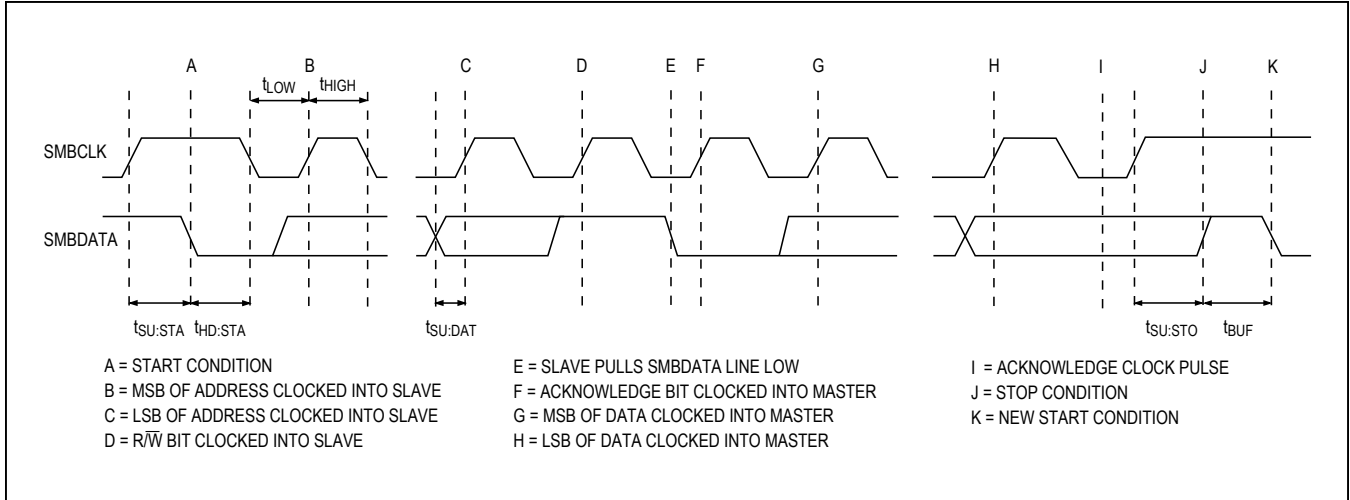 A B C D E F G H I J K
tLOW tHIGH
SMBCLK
SMBDATA
tSU:STA tHD:STA tSU:DAT tSU:STO tBUF
A = START CONDITION
B = MSB OF ADDRESS CLOCKED INTO SLAVE
C = LSB OF ADDRESS CLOCKED INTO SLAVE
D = R/W̅ BIT CLOCKED INTO SLAVE
E = SLAVE PULLS SMBDATA LINE LOW
F = ACKNOWLEDGE BIT CLOCKED INTO MASTER
G = MSB OF DATA CLOCKED INTO MASTER
H = LSB OF DATA CLOCKED INTO MASTER
I = ACKNOWLEDGE CLOCK PULSE
J = STOP CONDITION
K = NEW START CONDITION